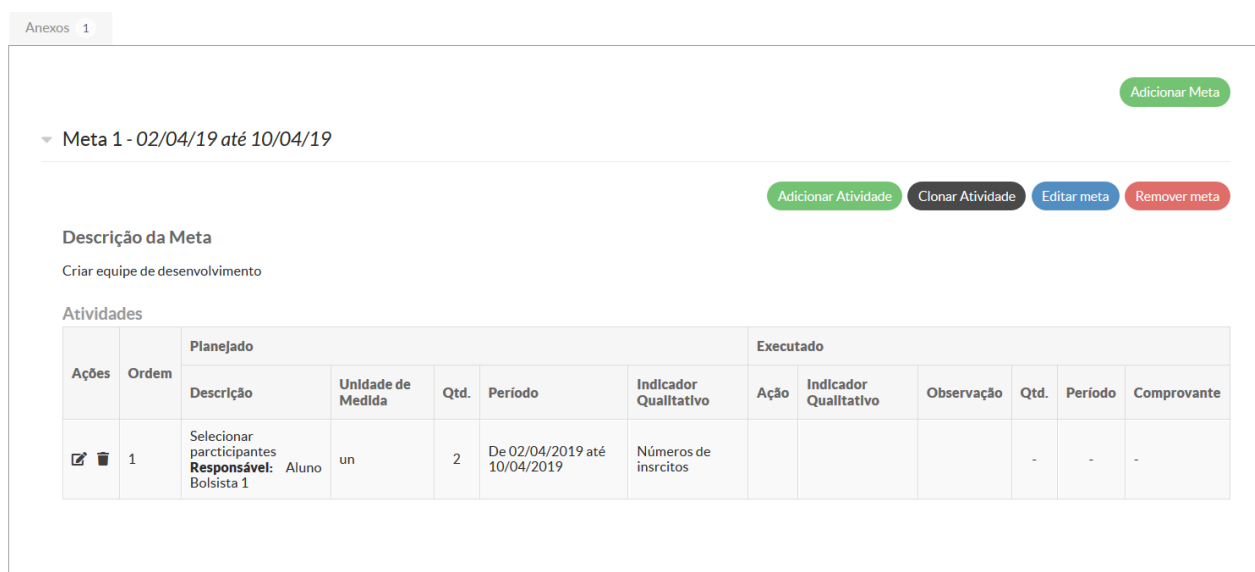 Anexos 1
Adicionar Meta
Meta 1 - 02/04/19 até 10/04/19
Adicionar Atividade Clonar Atividade Editar meta Remover meta
Descrição da Meta
Criar equipe de desenvolvimento
Atividades
Ações Ordem Planejado Executado
Descrição Unidade de Medida Qtd. Período Indicador Qualitativo Ação Indicador Qualitativo Observação Qtd. Período Comprovante
1 Selecionar parcticipantes Responsável: Aluno Bolsista 1 un 2 De 02/04/2019 até 10/04/2019 Números de insrcitos - - -